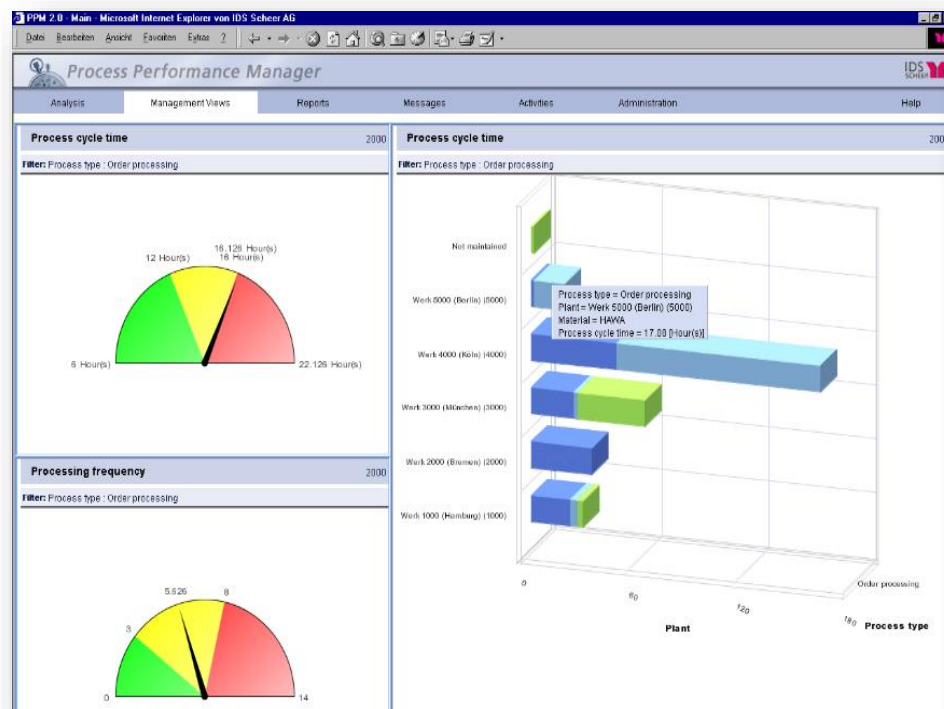 PPM 2.0 - Main - Microsoft Internet Explorer von IDS Scheer AG
Datei Bearbeiten Ansicht Favoriten Extras ?
Process Performance Manager
IDS SCHEER
Analysis Management Views Reports Messages Activities Administration Help
Process cycle time 2000
Filter: Process type : Order processing
16.126 Hour(s)
12 Hour(s) 16 Hour(s)
6 Hour(s) 22.126 Hour(s)
Processing frequency 2000
Filter: Process type : Order processing
5.626 8
3
0 14
Process cycle time 200
Filter: Process type : Order processing
Not maintained
Werk 5000 (Berlin) (5000)
Process type = Order processing
Plant = Werk 5000 (Berlin) (5000)
Material = HAWA
Process cycle time = 17.00 [Hour(s)]
Werk 4000 (Köln) (4000)
Werk 3000 (München) (3000)
Werk 2000 (Bremen) (2000)
Werk 1000 (Hamburg) (1000)
0 60 120 180
Order processing
Plant Process type